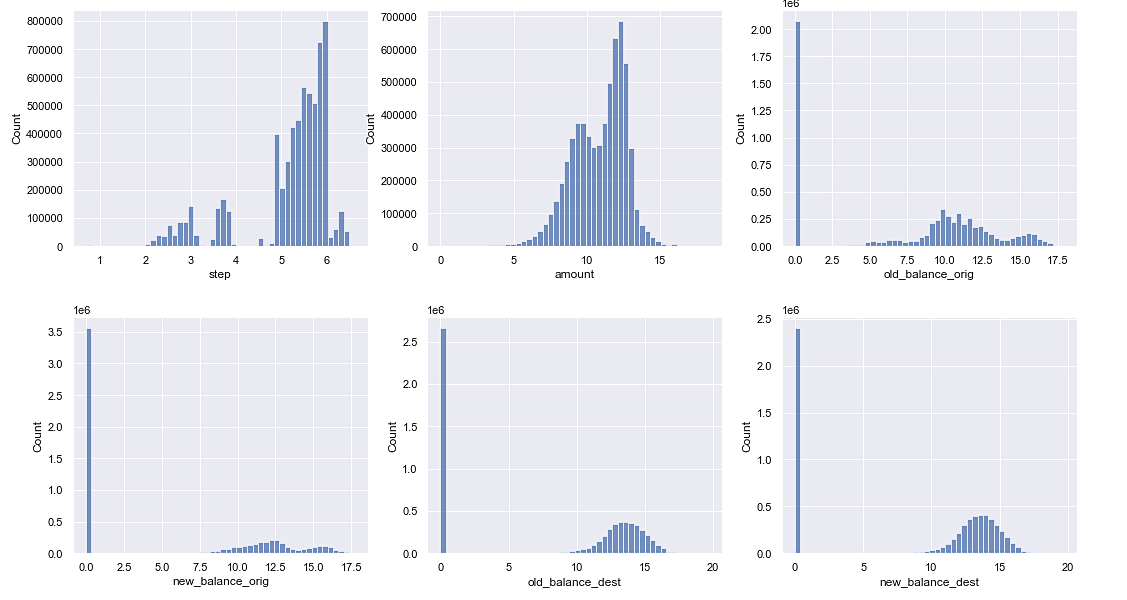 800000
700000
600000
500000
400000
300000
200000
100000
0
Count
1 2 3 4 5 6
step
700000
600000
500000
400000
300000
200000
100000
0
Count
0 5 10 15
amount
1e6
2.00
1.75
1.50
1.25
1.00
0.75
0.50
0.25
0.00
Count
0.0 2.5 5.0 7.5 10.0 12.5 15.0 17.5
old_balance_orig
1e6
3.5
3.0
2.5
2.0
1.5
1.0
0.5
0.0
Count
0.0 2.5 5.0 7.5 10.0 12.5 15.0 17.5
new_balance_orig
1e6
2.5
2.0
1.5
1.0
0.5
0.0
Count
0 5 10 15 20
old_balance_dest
1e6
2.5
2.0
1.5
1.0
0.5
0.0
Count
0 5 10 15 20
new_balance_dest